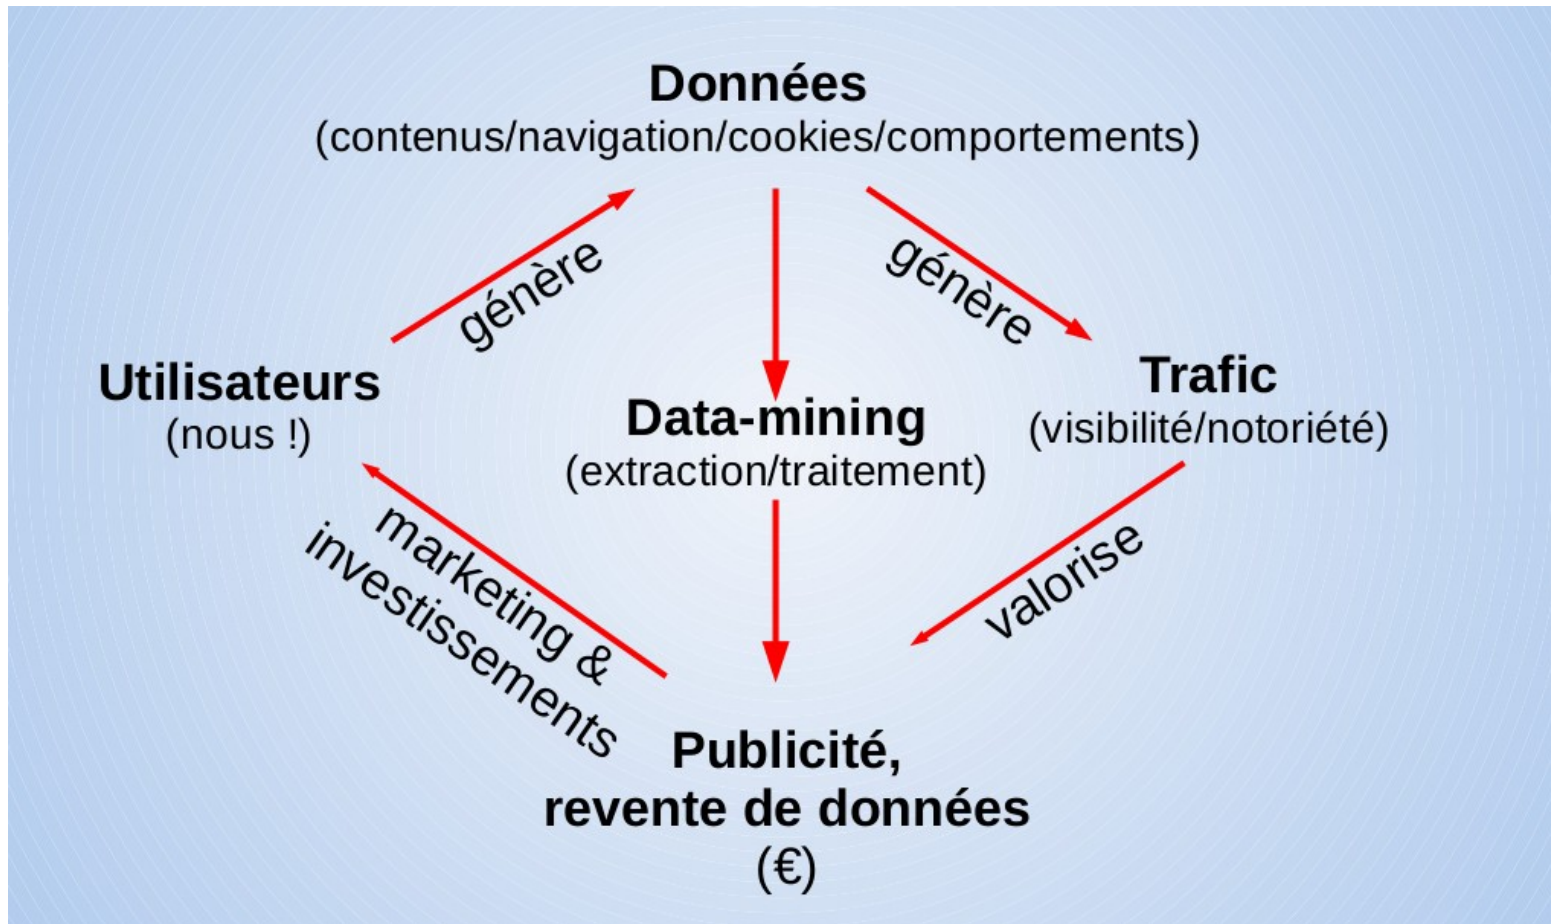 Données
(contenus/navigation/cookies/comportements)
génère
génère
Utilisateurs
(nous !)
Data-mining
(extraction/traitement)
Trafic
(visibilité/notoriété)
marketing &
investissements
valorise
Publicité,
revente de données
(€)